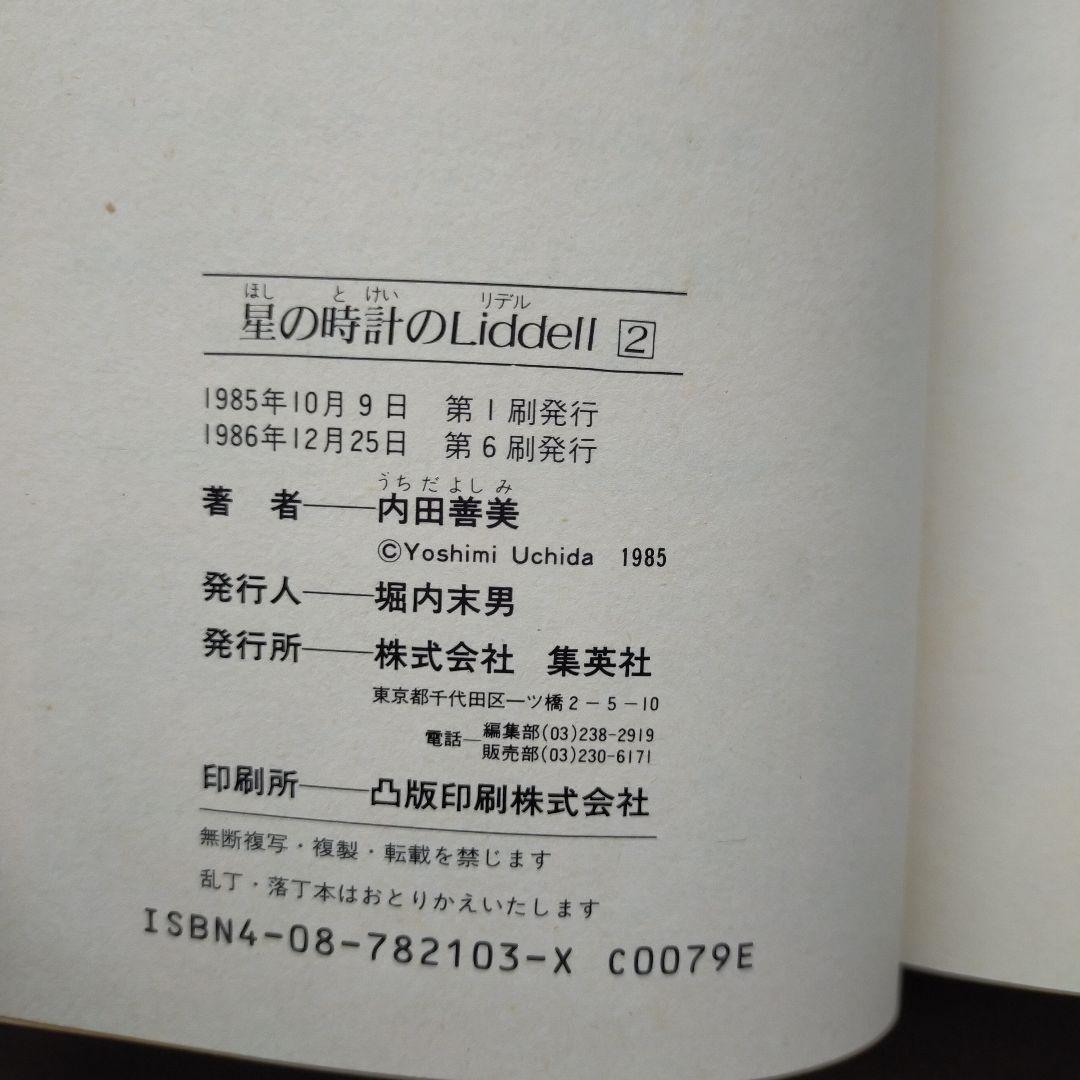 ほし とけい リデル
星の時計のLiddell 2
1985年10月9日 第1刷発行
1986年12月25日 第6刷発行
うちだよしみ
著 者――内田善美
©Yoshimi Uchida 1985
発行人――堀内末男
発行所――株式会社 集英社
東京都千代田区一ツ橋2-5-10
電話―編集部(03)238-2919
販売部(03)230-6171
印刷所――凸版印刷株式会社
無断複写・複製・転載を禁じます
乱丁・落丁本はおとりかえいたします
ISBN4-08-782103-X C0079E